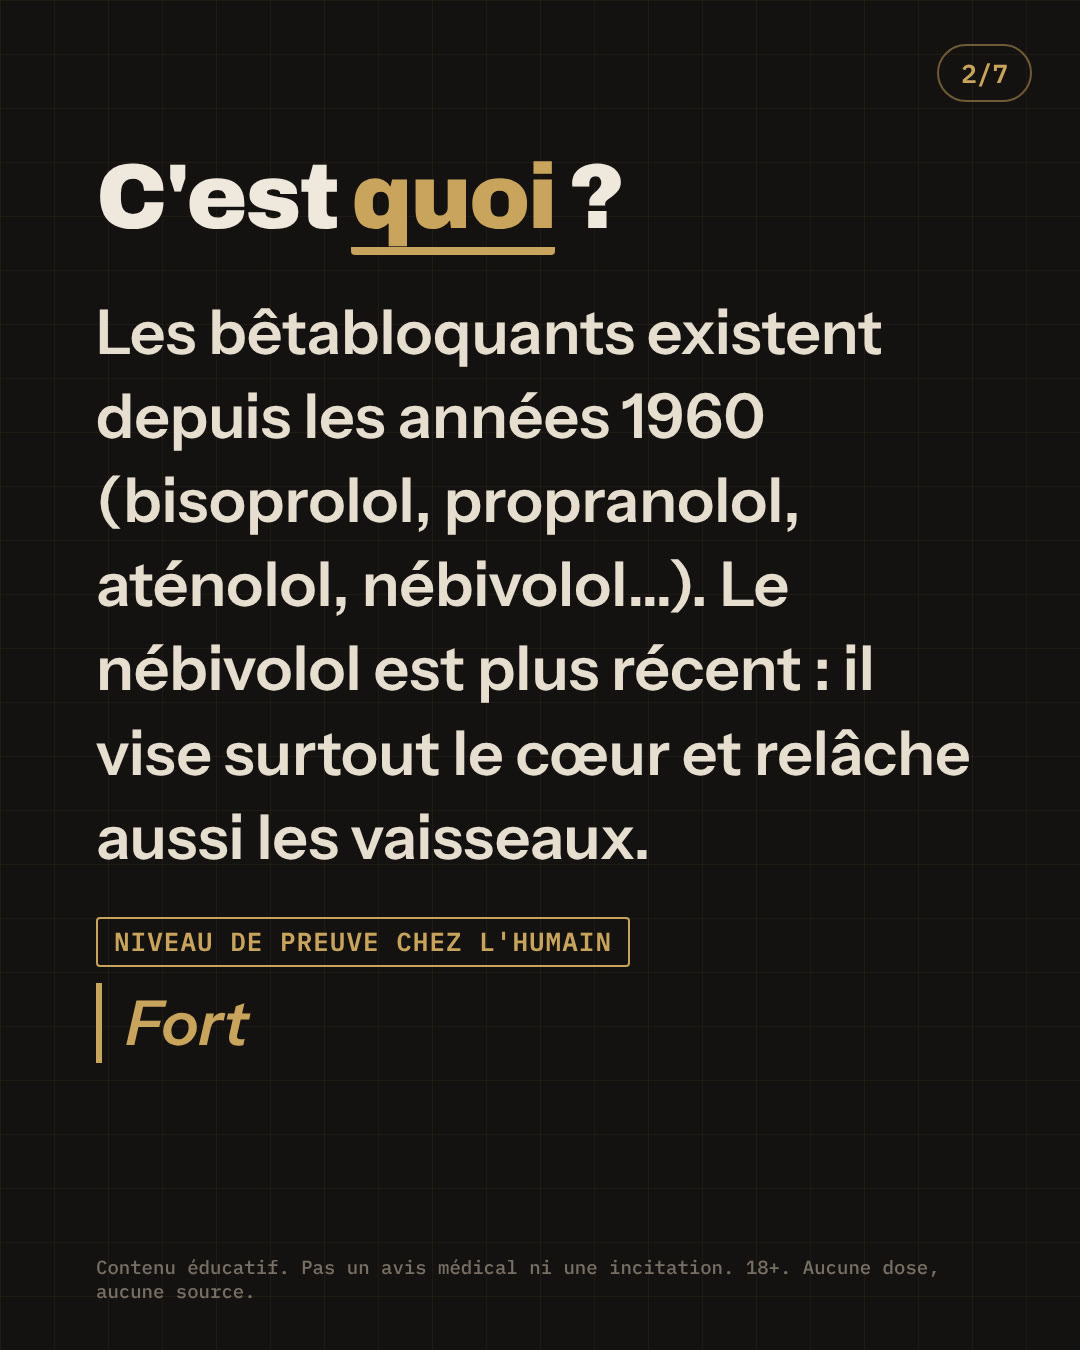 2/7
C'est quoi ?
Les bêtabloquants existent
depuis les années 1960
(bisoprolol, propranolol,
aténolol, nébivolol...). Le
nébivolol est plus récent : il
vise surtout le cœur et relâche
aussi les vaisseaux.
NIVEAU DE PREUVE CHEZ L'HUMAIN
Fort
Contenu éducatif. Pas un avis médical ni une incitation. 18+. Aucune dose,
aucune source.